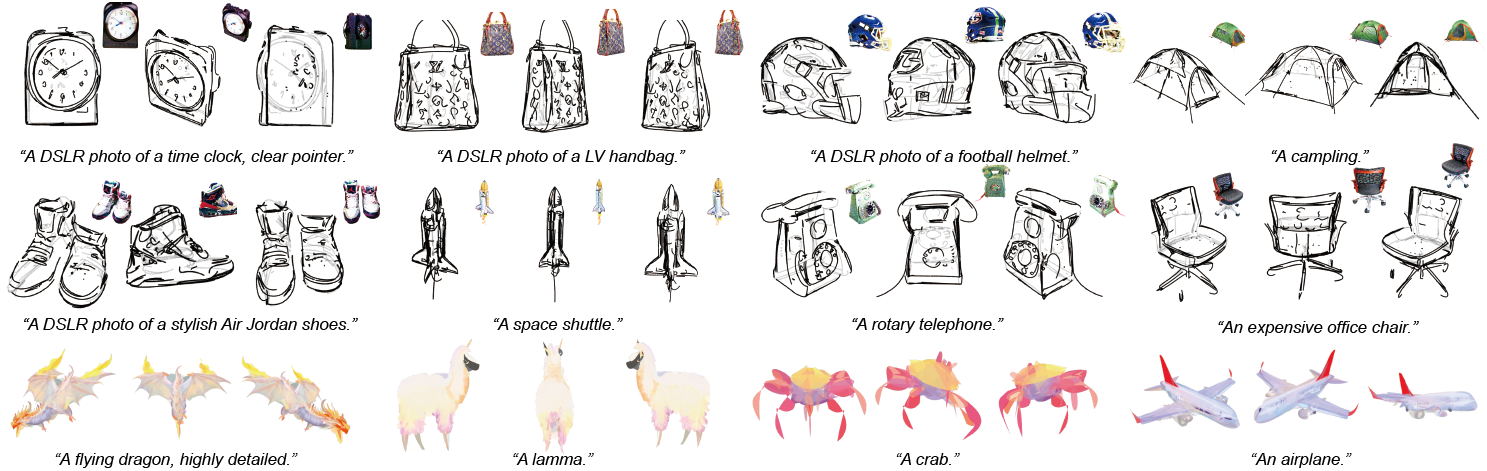 “A DSLR photo of a time clock, clear pointer.”
“A DSLR photo of a LV handbag.”
“A DSLR photo of a football helmet.”
“A campling.”
“A DSLR photo of a stylish Air Jordan shoes.”
“A space shuttle.”
“A rotary telephone.”
“An expensive office chair.”
“A flying dragon, highly detailed.”
“A lamma.”
“A crab.”
“An airplane.”